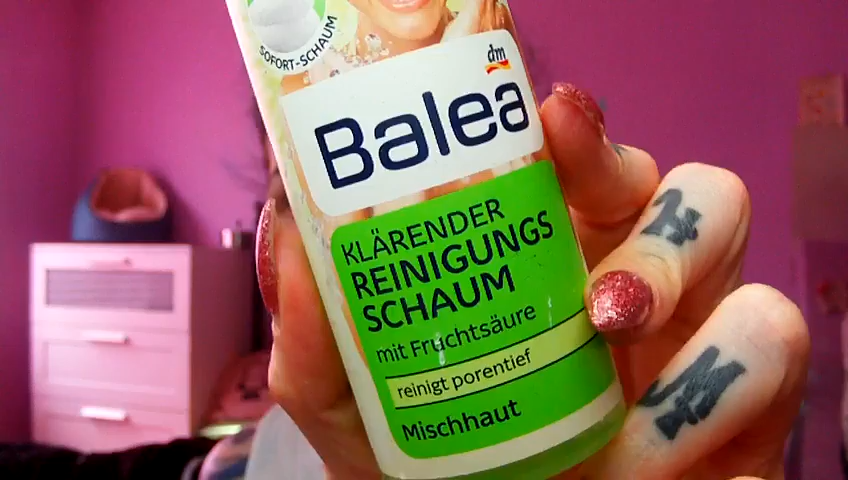 SOFORT-SCHAUM
dm
Balea
KLÄRENDER
REINIGUNGS
SCHAUM
mit Fruchtsäure
reinigt porentief
Mischhaut